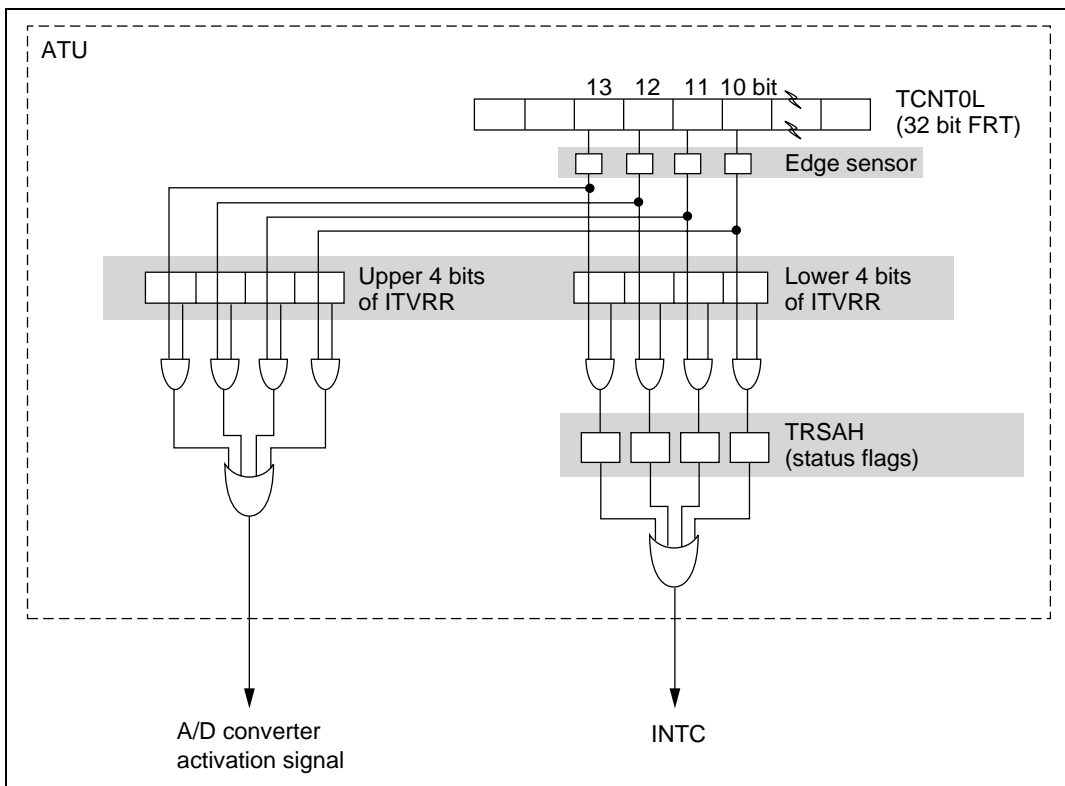 ATU
13 12 11 10 bit
TCNT0L
(32 bit FRT)
Edge sensor
Upper 4 bits
of ITVRR
Lower 4 bits
of ITVRR
TRSAH
(status flags)
A/D converter
activation signal
INTC